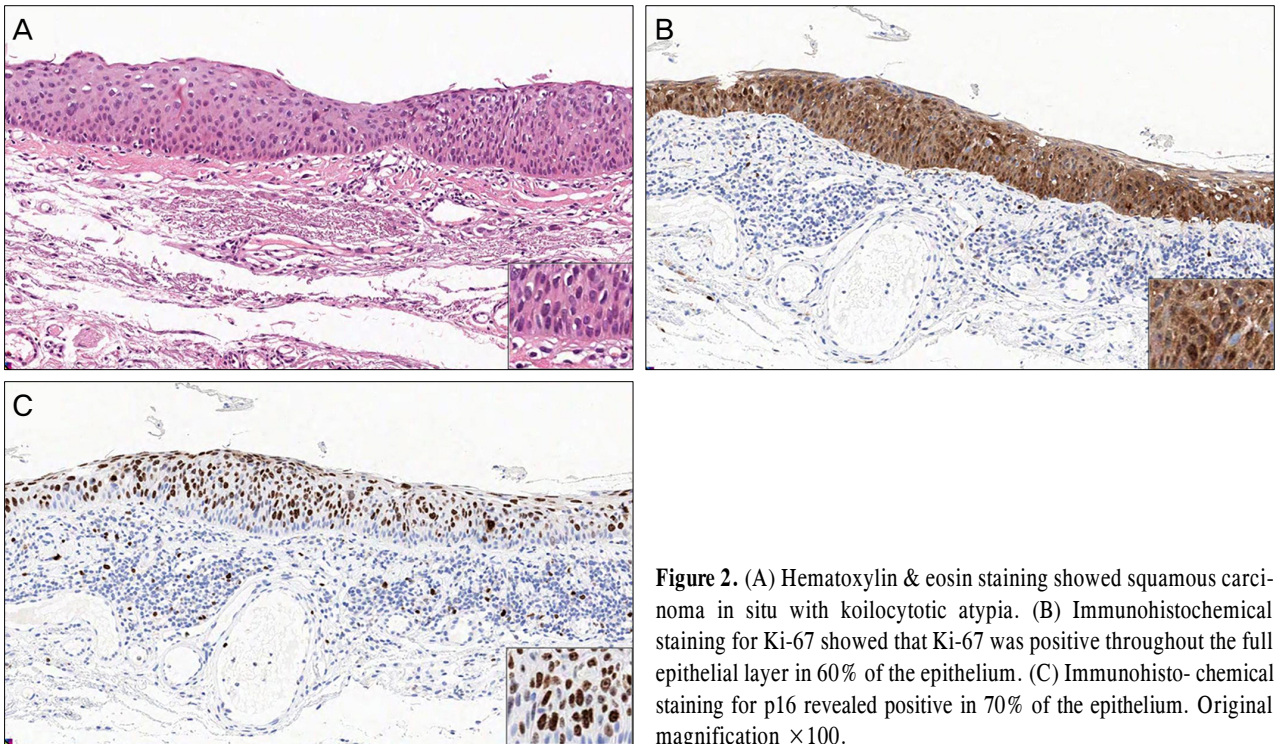 A
B
C
Figure 2. (A) Hematoxylin & eosin staining showed squamous carci-
noma in situ with koilocytotic atypia. (B) Immunohistochemical
staining for Ki-67 showed that Ki-67 was positive throughout the full
epithelial layer in 60% of the epithelium. (C) Immunohisto- chemical
staining for p16 revealed positive in 70% of the epithelium. Original
magnification ×100.